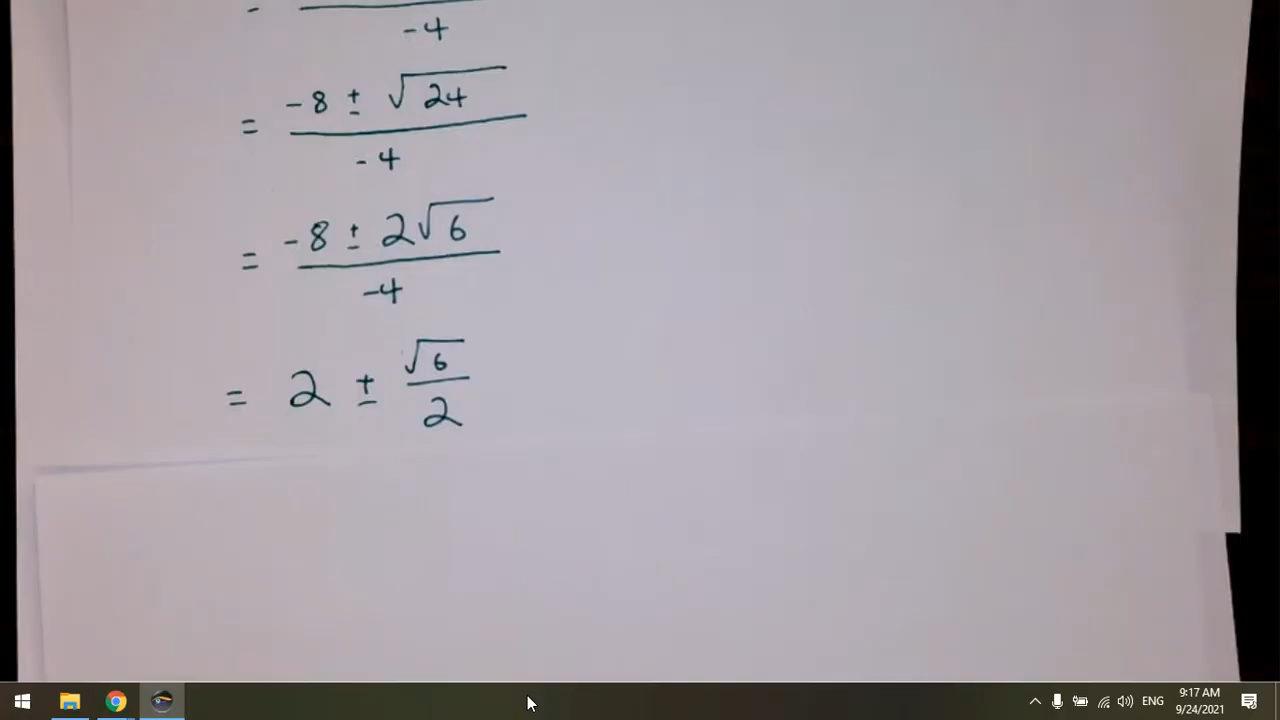 = 
-4
= (-8 ± √24) / -4
= (-8 ± 2√6) / -4
= 2 ± √6 / 2
ENG
9:17 AM
9/24/2021